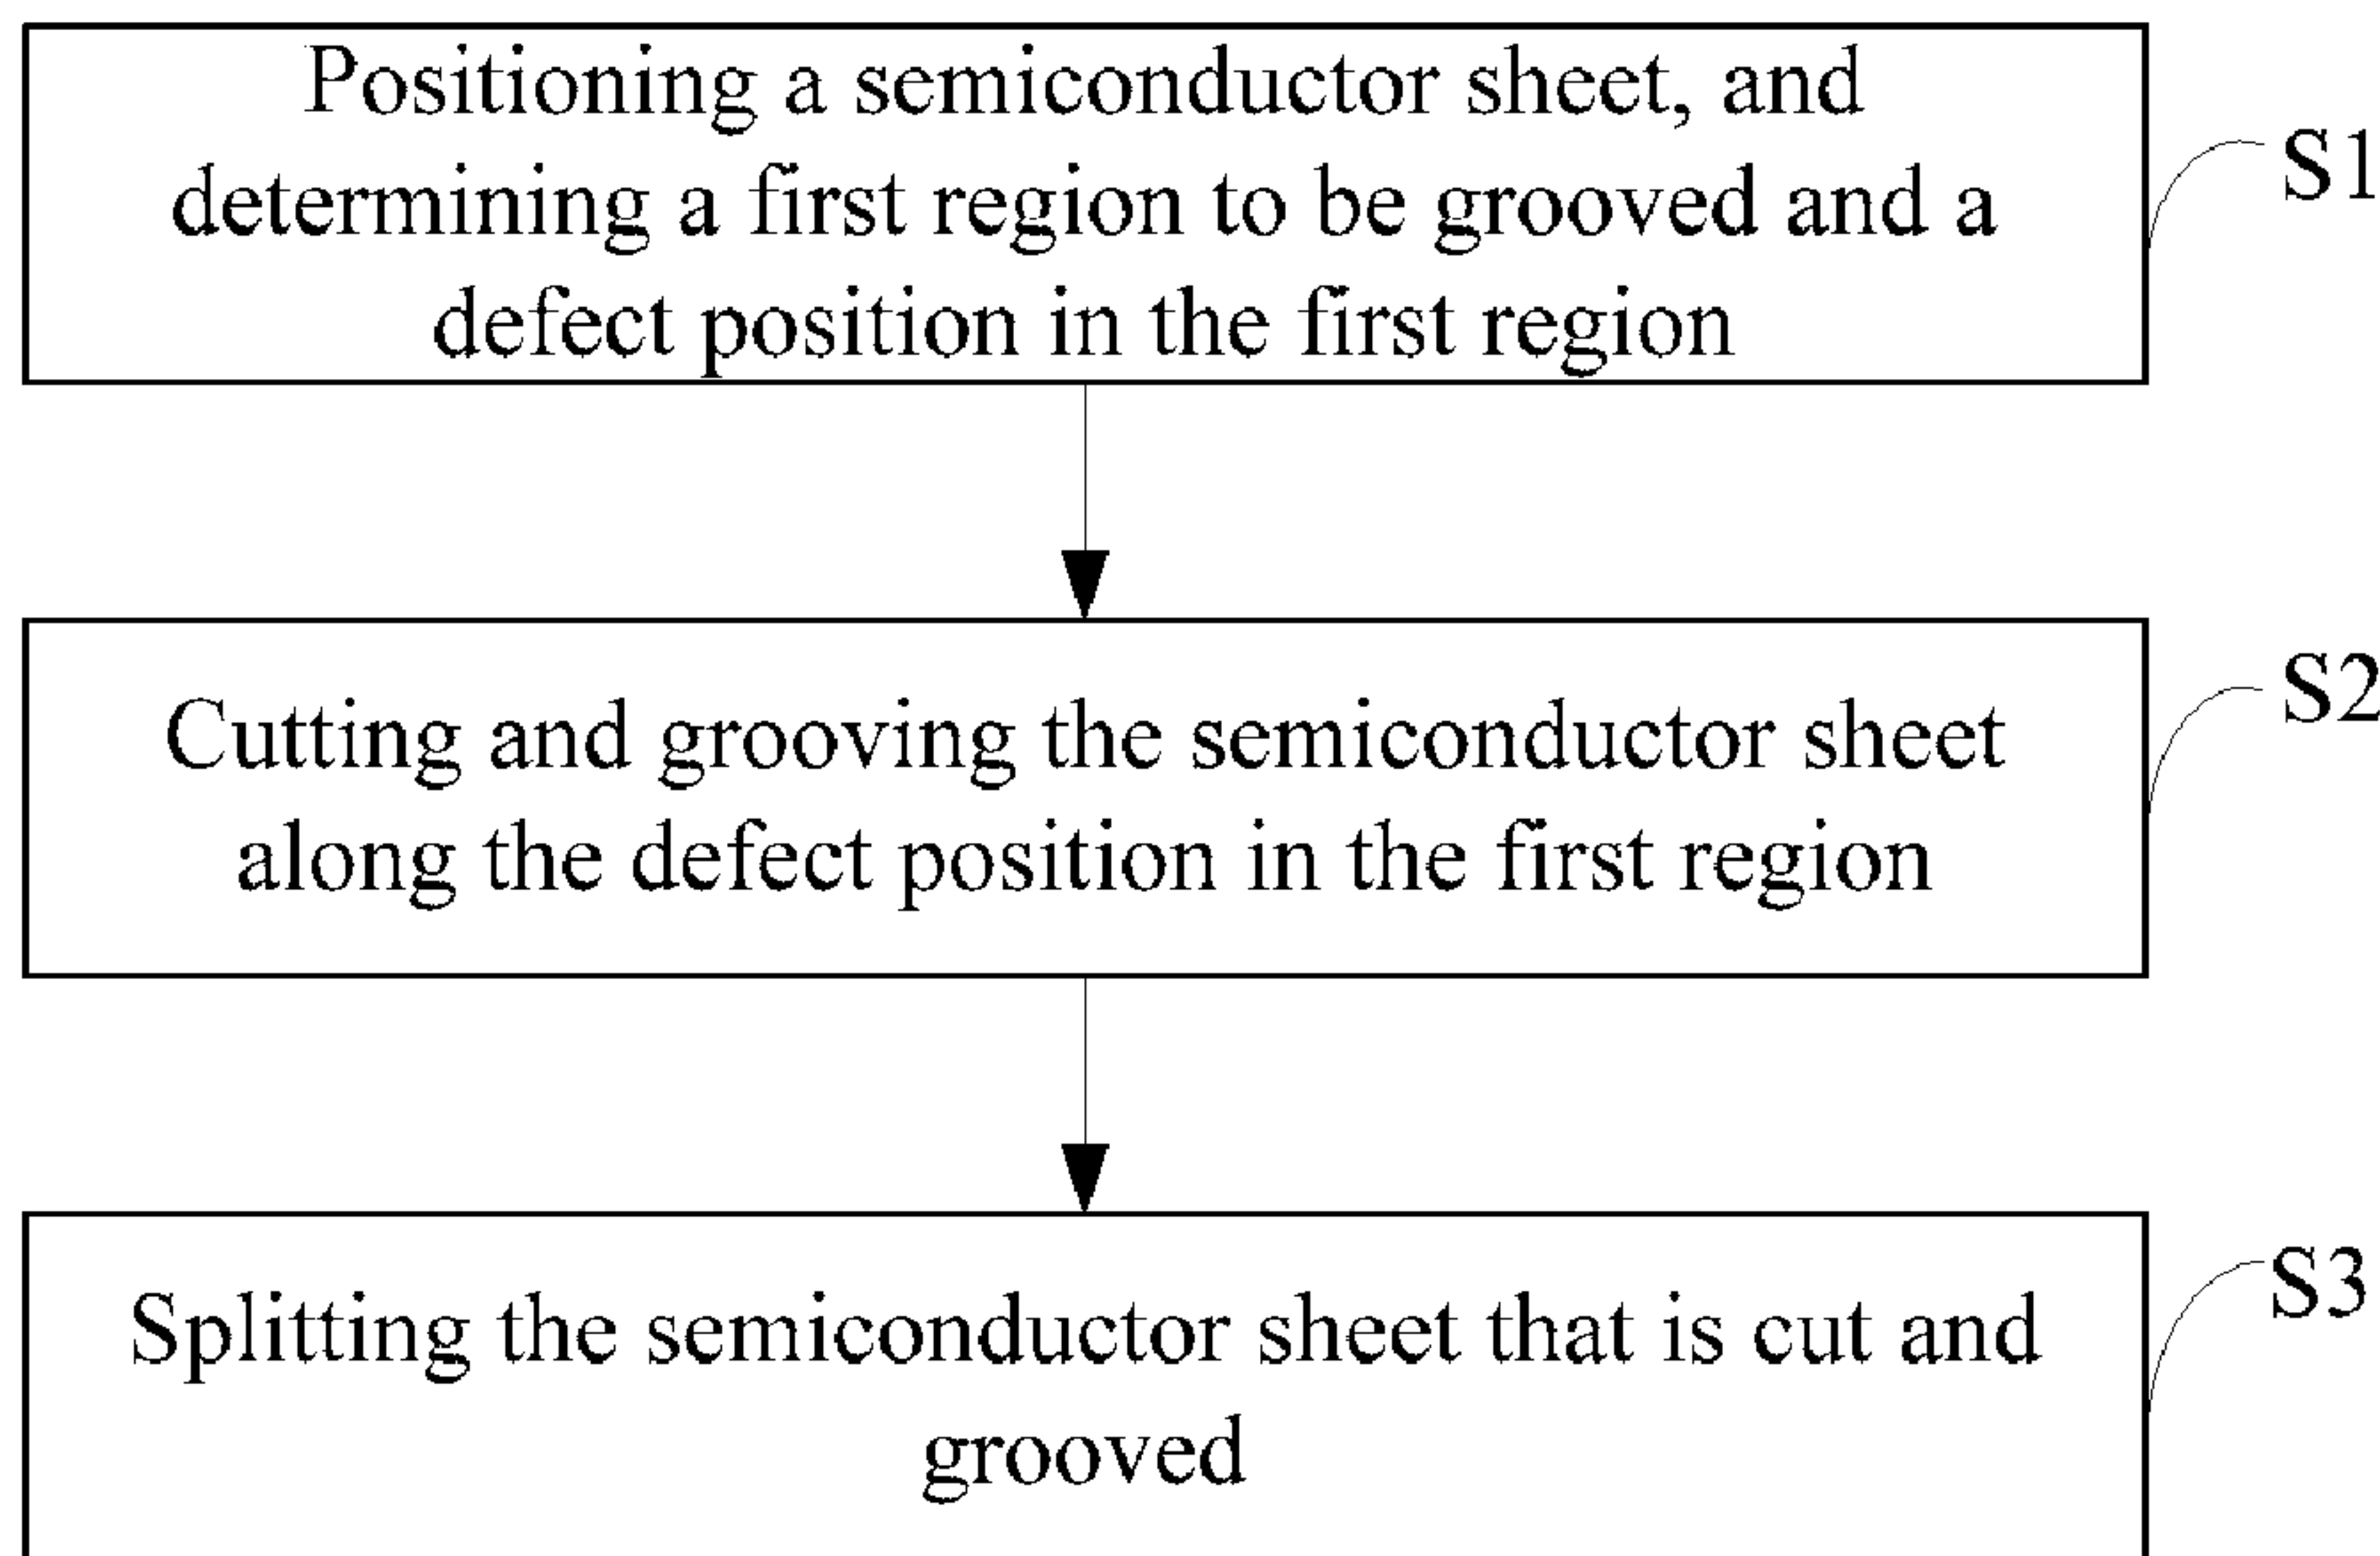 Positioning a semiconductor sheet, and
determining a first region to be grooved and a
defect position in the first region
S1
Cutting and grooving the semiconductor sheet
along the defect position in the first region
S2
Splitting the semiconductor sheet that is cut and
grooved
S3